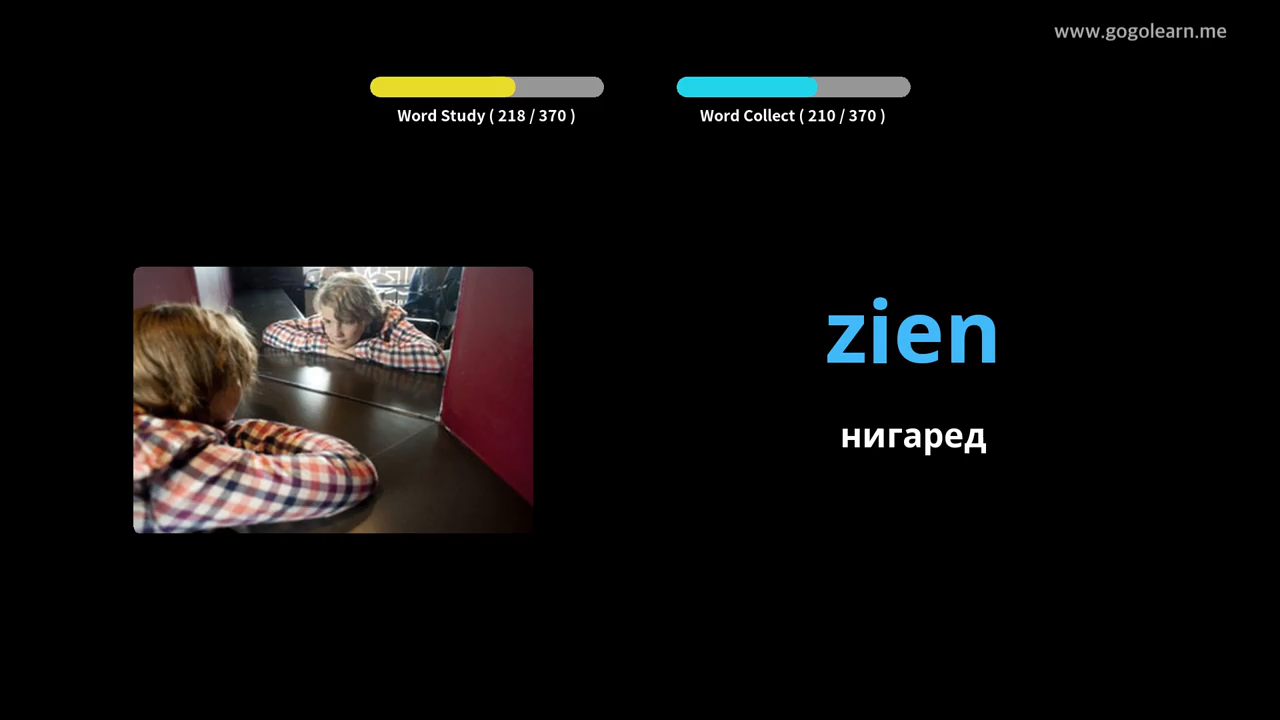 www.gogolearn.me
Word Study ( 218 / 370 )
Word Collect ( 210 / 370 )
zien
нигаред